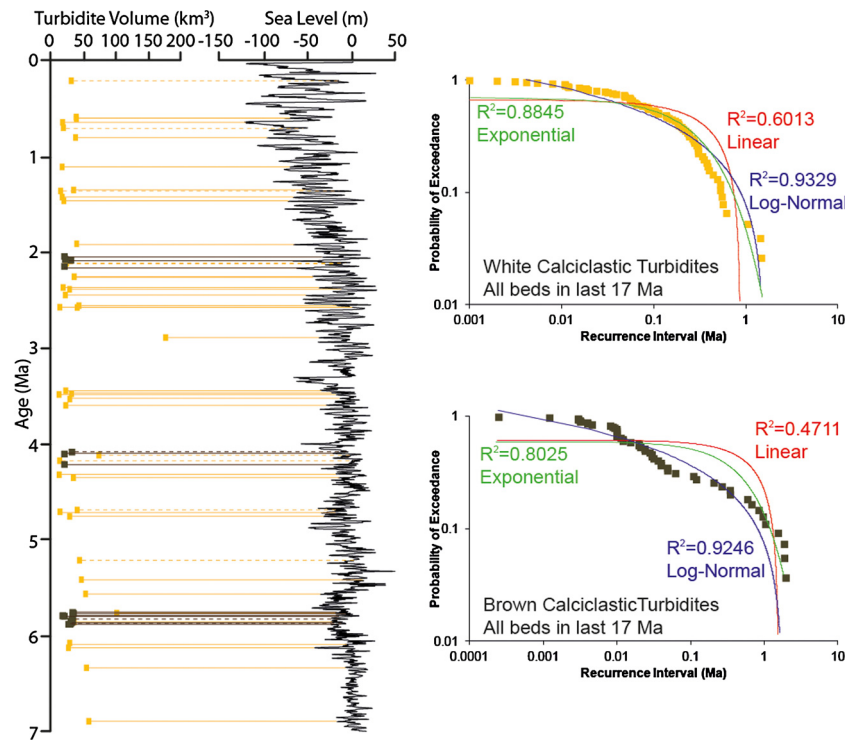 Turbidite Volume (km³) Sea Level (m)
0 50 100 150 200 -150 -100 -50 0 50
Age (Ma)
0
1
2
3
4
5
6
7
Probability of Exceedance
1
0.1
0.01
R²=0.8845
Exponential
R²=0.6013
Linear
R²=0.9329
Log-Normal
White Calciclastic Turbidites
All beds in last 17 Ma
0.001 0.01 0.1 1 10
Recurrence Interval (Ma)
Probability of Exceedance
1
0.1
0.01
R²=0.4711
Linear
R²=0.8025
Exponential
R²=0.9246
Log-Normal
Brown CalciclasticTurbidites
All beds in last 17 Ma
0.0001 0.001 0.01 0.1 1 10
Recurrence Interval (Ma)